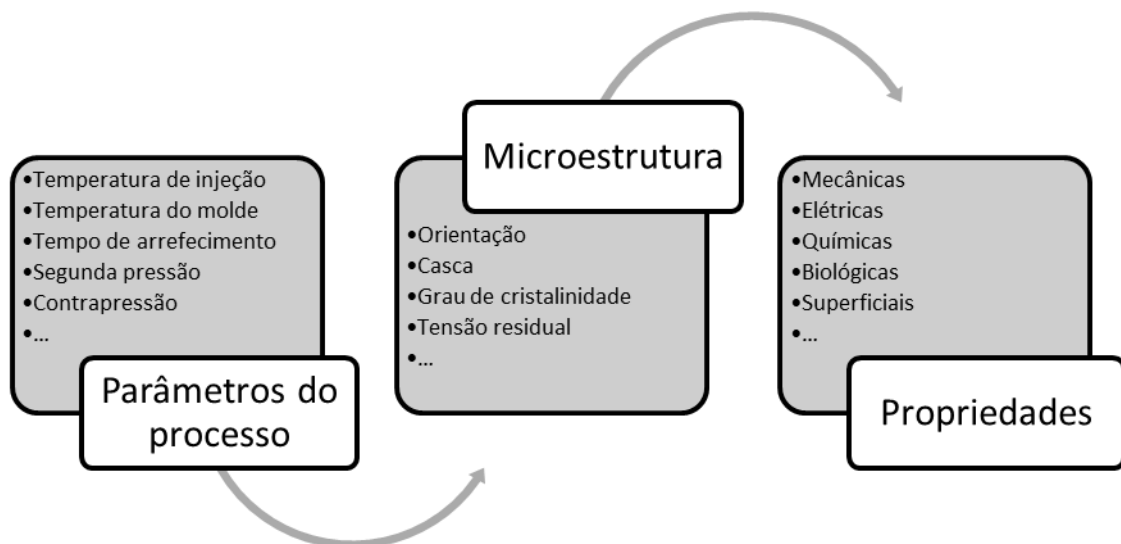 •Temperatura de injeção
•Temperatura do molde
•Tempo de arrefecimento
•Segunda pressão
•Contrapressão
•...
Parâmetros do
processo
Microestrutura
•Orientação
•Casca
•Grau de cristalinidade
•Tensão residual
•...
•Mecânicas
•Elétricas
•Químicas
•Biológicas
•Superficiais
•...
Propriedades